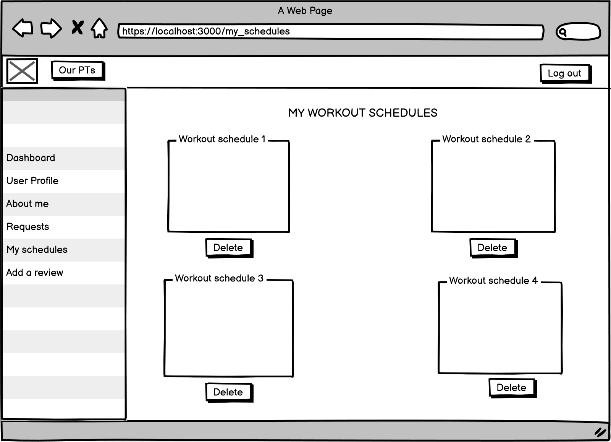 A Web Page
https://localhost:3000/my_schedules
Our PTs
Log out
Dashboard
User Profile
About me
Requests
My schedules
Add a review
MY WORKOUT SCHEDULES
Workout schedule 1
Workout schedule 2
Delete
Delete
Workout schedule 3
Workout schedule 4
Delete
Delete